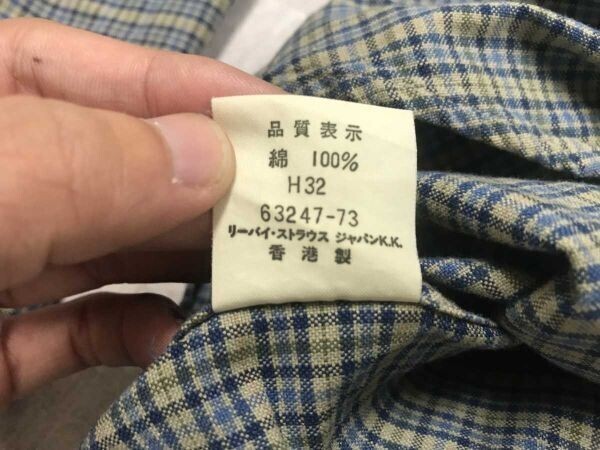 品質表示
綿 100%
H32
63247-73
リーバイ・ストラウス ジャパンK.K.
香港製